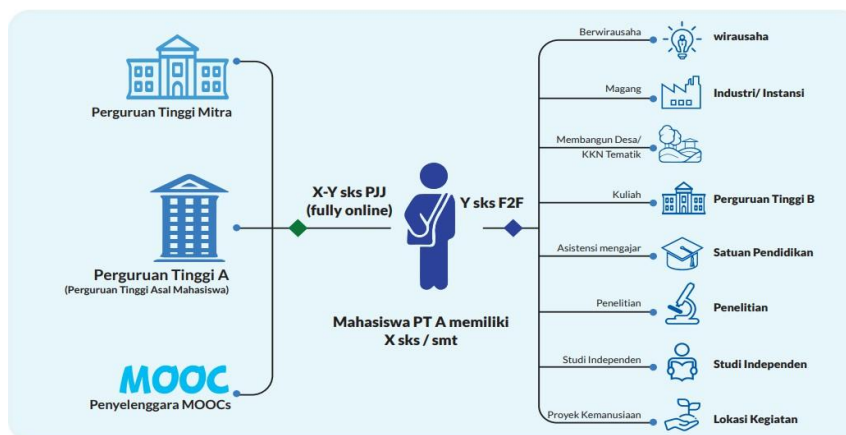 Perguruan Tinggi Mitra
Perguruan Tinggi A
(Perguruan Tinggi Asal Mahasiswa)
MOOC
Penyelenggara MOOCs
X-Y sks PJJ
(fully online)
Y sks F2F
Mahasiswa PT A memiliki
X sks / smt
Berwirausaha
wirausaha
Magang
Industri/ Instansi
Membangun Desa/
KKN Tematik
Kuliah
Perguruan Tinggi B
Asistensi mengajar
Satuan Pendidikan
Penelitian
Penelitian
Studi Independen
Studi Independen
Proyek Kemanusiaan
Lokasi Kegiatan